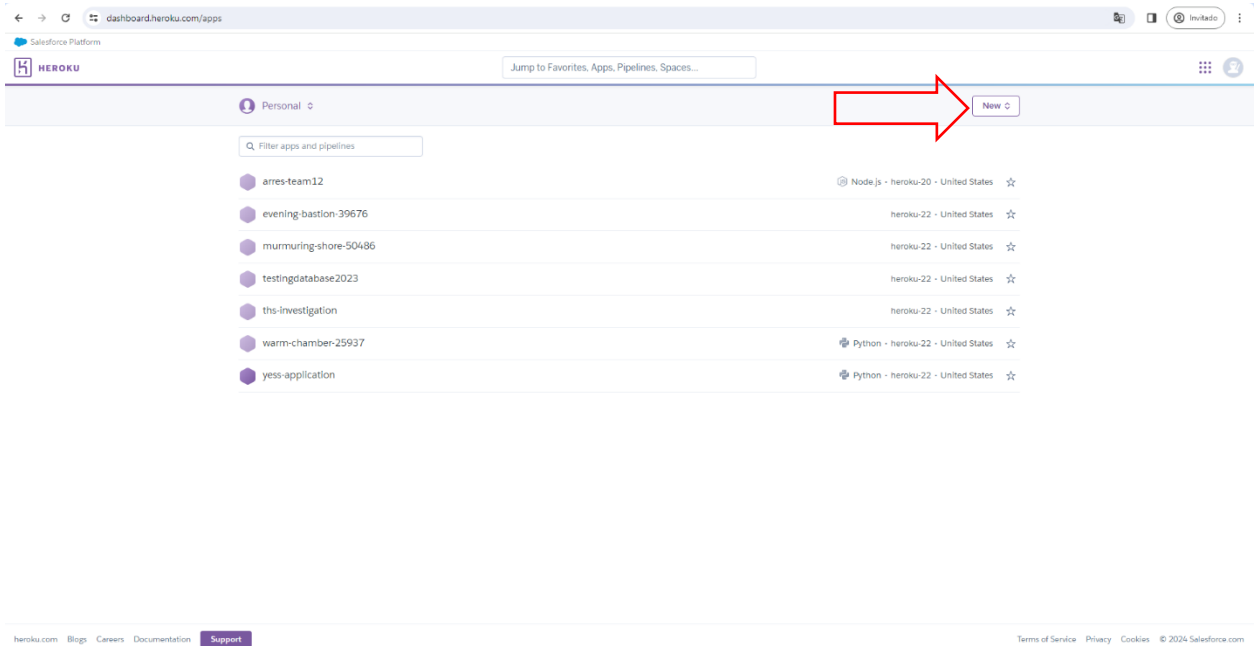 dashboard.heroku.com/apps
Invitado
Salesforce Platform
HEROKU
Jump to Favorites, Apps, Pipelines, Spaces...
Personal
New
Filter apps and pipelines
arres-team12
Node.js - heroku-20 - United States
evening-bastion-39676
heroku-22 - United States
murmuring-shore-50486
heroku-22 - United States
testingdatabase2023
heroku-22 - United States
ths-investigation
heroku-22 - United States
warm-chamber-25937
Python - heroku-22 - United States
yess-application
Python - heroku-22 - United States
heroku.com Blogs Careers Documentation Support
Terms of Service Privacy Cookies © 2024 Salesforce.com